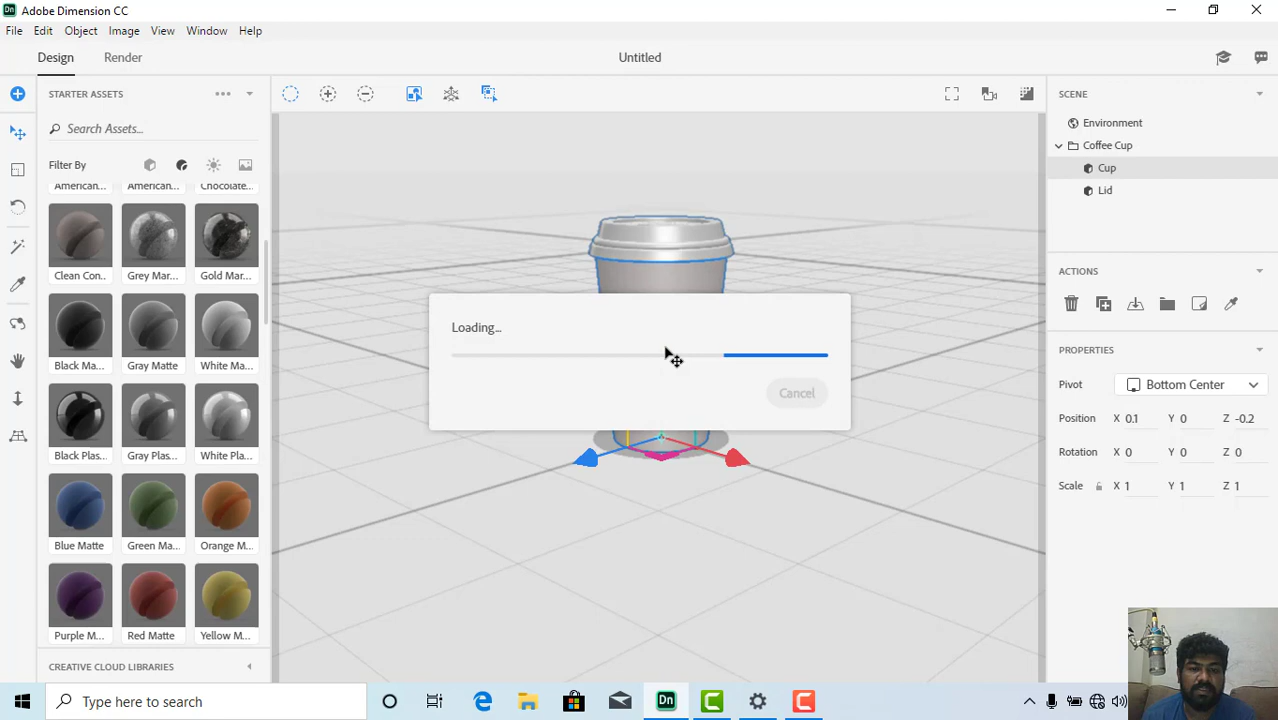 Dn Adobe Dimension CC
File Edit Object Image View Window Help
Design Render Untitled
STARTER ASSETS
Search Assets...
Filter By
American... American... Chocolate...
Clean Con... Grey Mar... Gold Mar...
Black Ma... Gray Matte White Ma...
Black Plas... Gray Plas... White Pla...
Blue Matte Green Ma... Orange M...
Purple M... Red Matte Yellow M...
CREATIVE CLOUD LIBRARIES
Loading...
Cancel
SCENE
Environment
Coffee Cup
Cup
Lid
ACTIONS
PROPERTIES
Pivot Bottom Center
Position X 0.1 Y 0 Z -0.2
Rotation X 0 Y 0 Z 0
Scale X 1 Y 1 Z 1
Type here to search
Dn